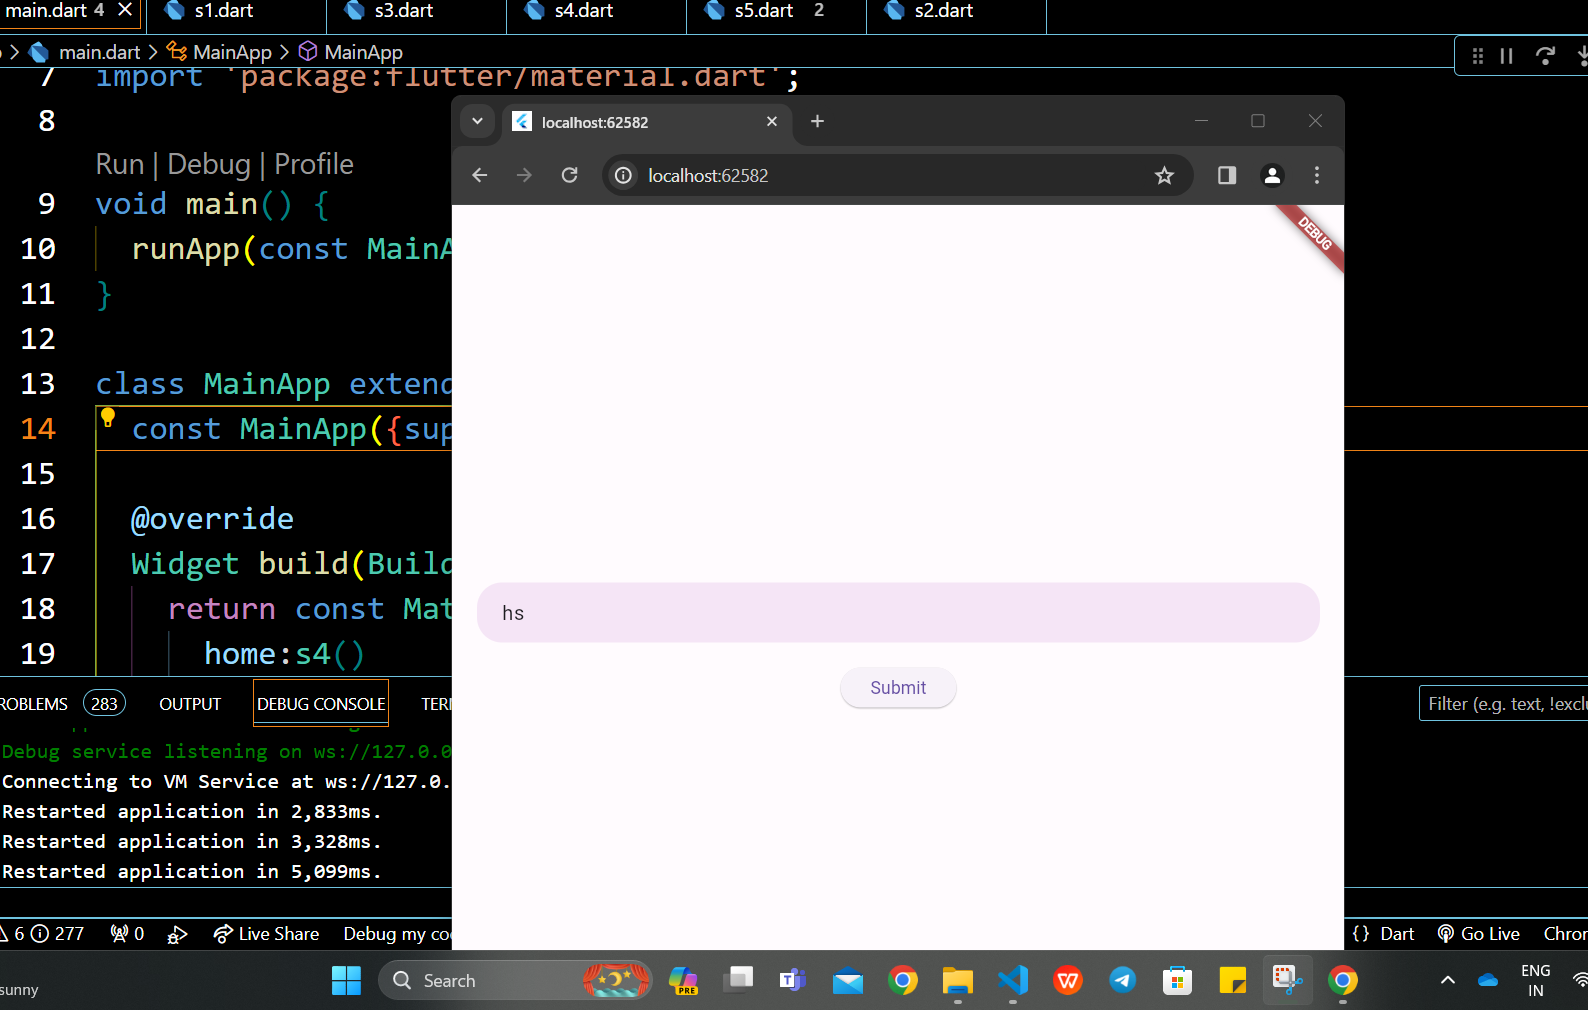 main.dart 4 s1.dart s3.dart s4.dart s5.dart 2 s2.dart
main.dart > MainApp > MainApp
7 import 'package:flutter/material.dart';
8
Run | Debug | Profile
9 void main() {
10 runApp(const MainA
11 }
12
13 class MainApp extend
14 const MainApp({sup
15
16 @override
17 Widget build(Build
18 return const Mat
19 home:s4()
localhost:62582
localhost:62582
DEBUG
hs
Submit
ROBLEMS 283 OUTPUT DEBUG CONSOLE TER
Filter (e.g. text, !exclu
Debug service listening on ws://127.0.0
Connecting to VM Service at ws://127.0.
Restarted application in 2,833ms.
Restarted application in 3,328ms.
Restarted application in 5,099ms.
6 277 0 Live Share Debug my co
{} Dart Go Live Chro
sunny
Search
PRE
ENG
IN